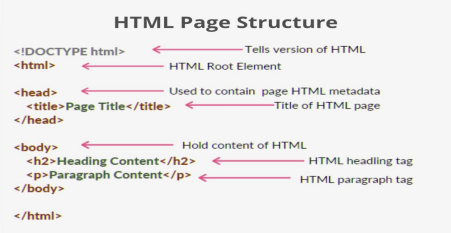 HTML Page Structure
<!DOCTYPE html> Tells version of HTML
<html> HTML Root Element
<head> Used to contain page HTML metadata
<title>Page Title</title> Title of HTML page
</head>
<body> Hold content of HTML
<h2>Heading Content</h2> HTML headling tag
<p>Paragraph Content</p> HTML paragraph tag
</body>
</html>